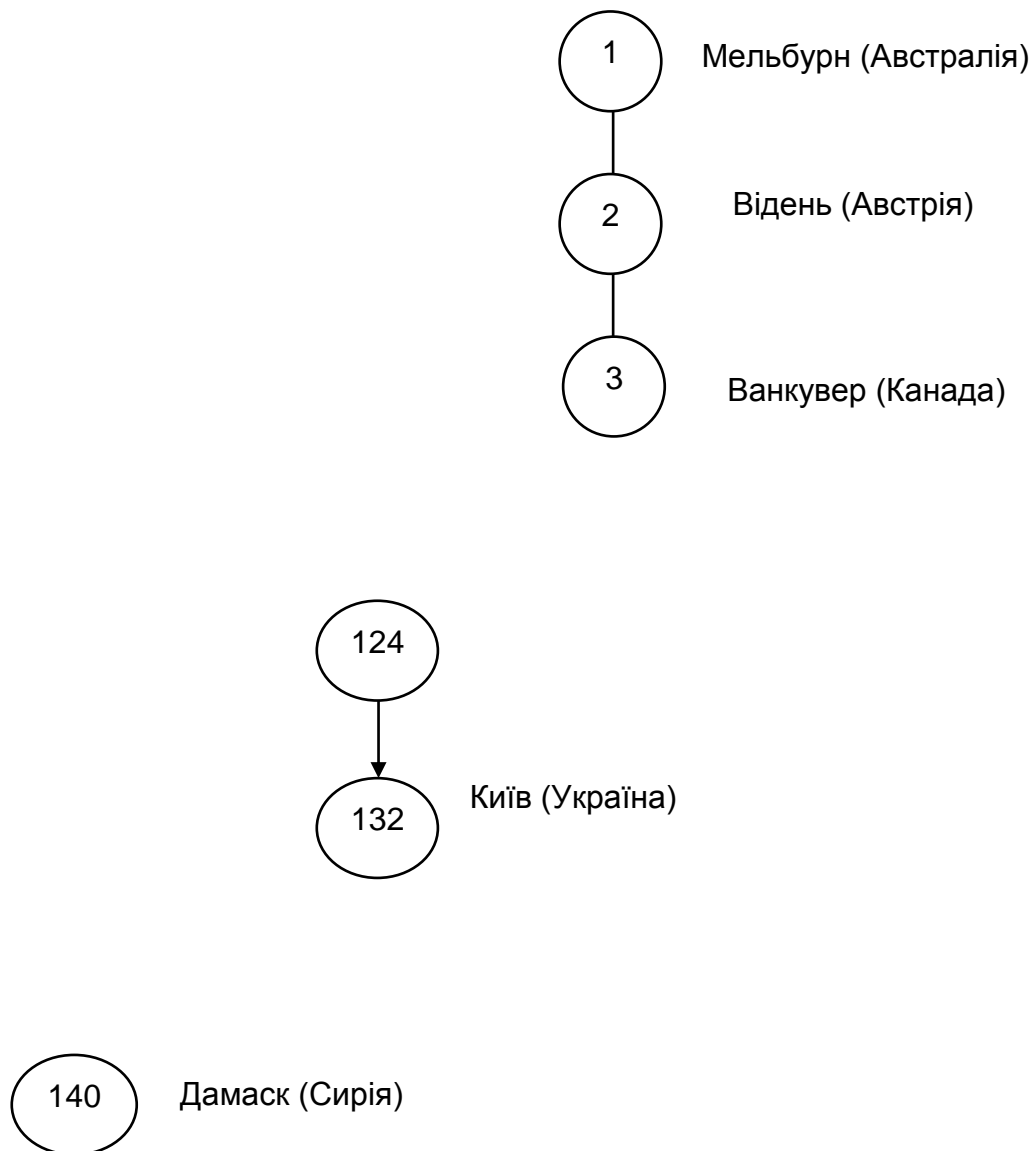 1 Мельбурн (Австралія)
2 Відень (Австрія)
3 Ванкувер (Канада)
124
132 Київ (Україна)
140 Дамаск (Сирія)